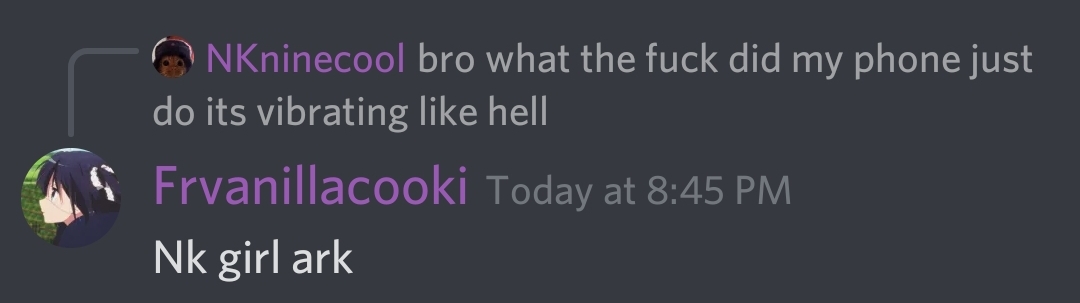 NKninecool bro what the fuck did my phone just
do its vibrating like hell
Frvanillacooki Today at 8:45 PM
Nk girl ark